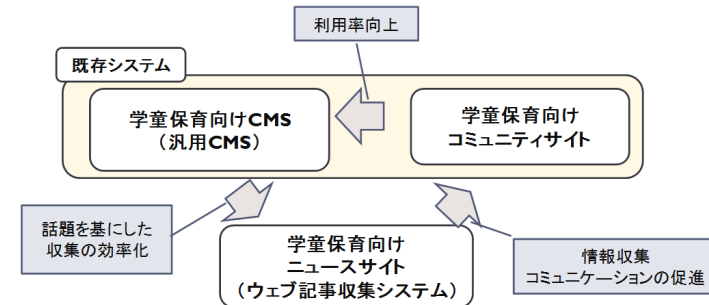 利用率向上
既存システム
学童保育向けCMS
（汎用CMS）
学童保育向け
コミュニティサイト
話題を基にした
収集の効率化
学童保育向け
ニュースサイト
（ウェブ記事収集システム）
情報収集
コミュニケーションの促進